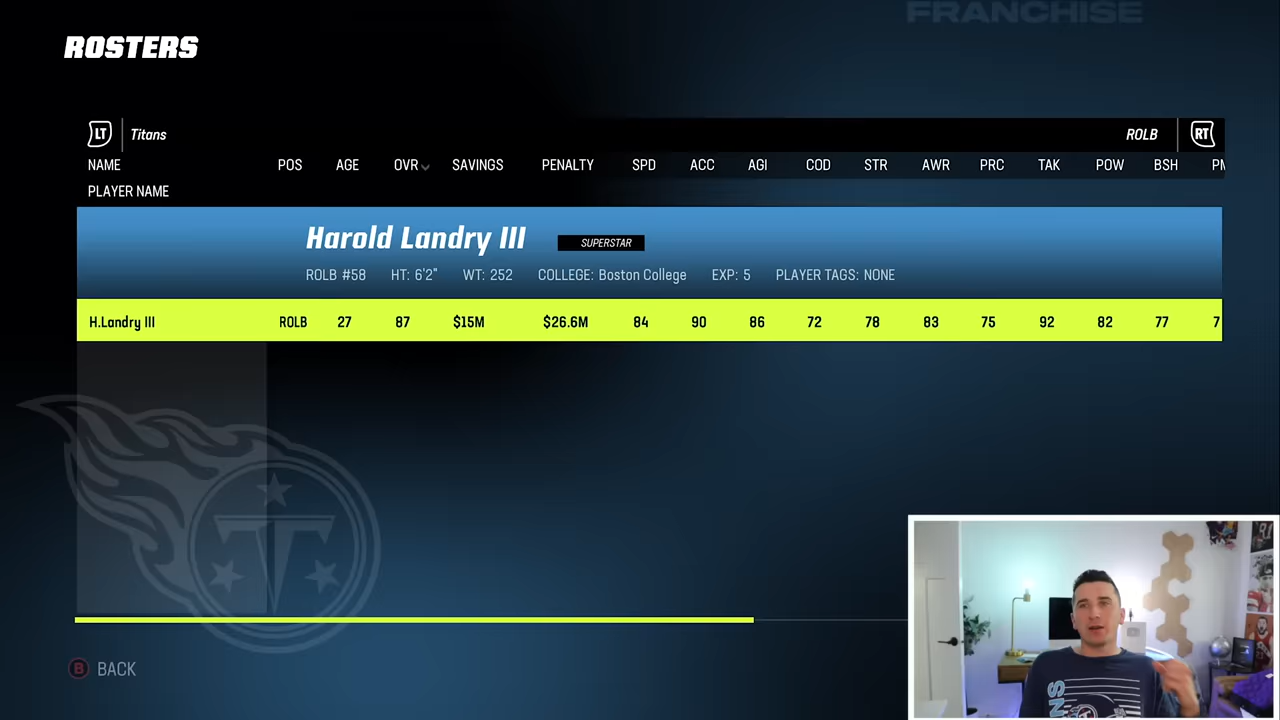 FRANCHISE
ROSTERS
LT Titans ROLB RT
NAME POS AGE OVR SAVINGS PENALTY SPD ACC AGI COD STR AWR PRC TAK POW BSH PM
PLAYER NAME
Harold Landry III SUPERSTAR
ROLB #58 HT: 6'2" WT: 252 COLLEGE: Boston College EXP: 5 PLAYER TAGS: NONE
H.Landry III ROLB 27 87 $15M $26.6M 84 90 86 72 78 83 75 92 82 77 7
T
B BACK